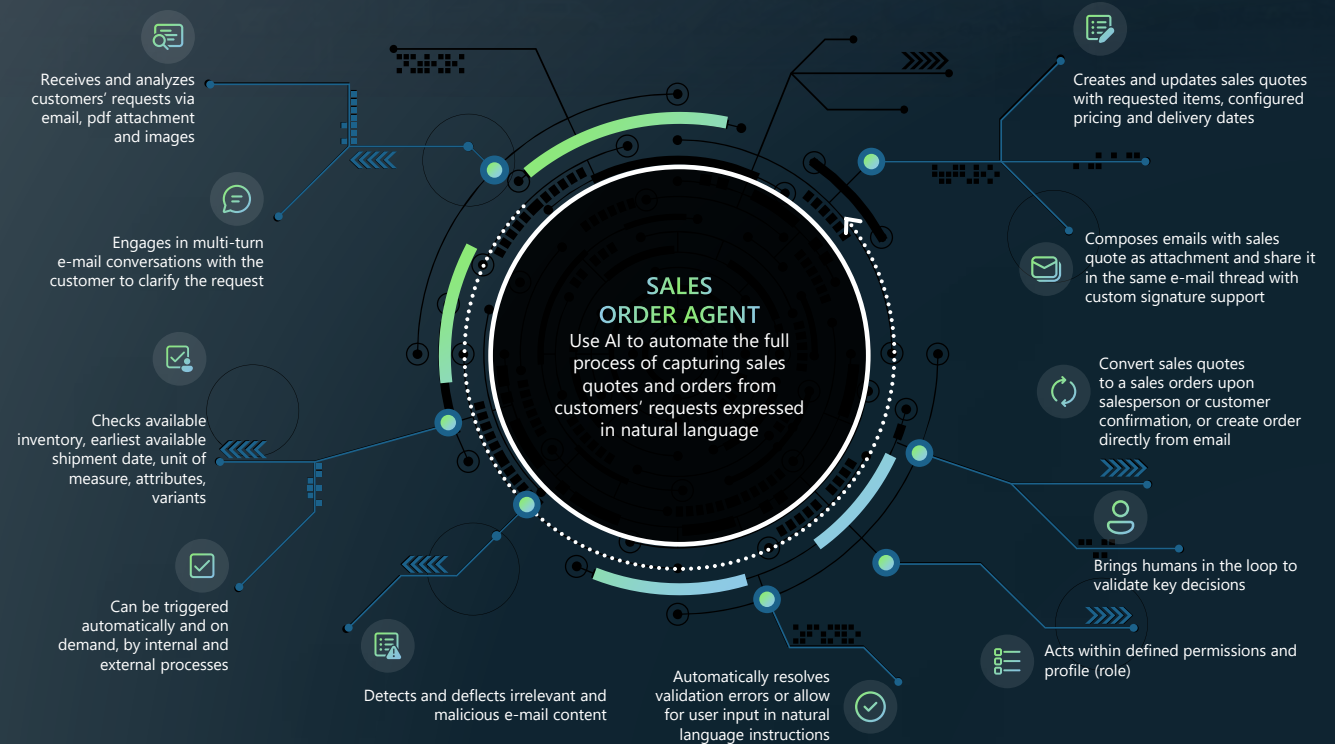 Receives and analyzes
customers‘ requests via
email, pdf attachment
and images
Engages in multi-turn
e-mail conversations with the
customer to clarify the request
Checks available
inventory, earliest available
shipment date, unit of
measure, attributes,
variants
Can be triggered
automatically and on
demand, by internal and
external processes
Detects and deflects irrelevant and
malicious e-mail content
SALES
ORDER AGENT
Use AI to automate the full
process of capturing sales
quotes and orders from
customers’ requests expressed
in natural language
Creates and updates sales quotes
with requested items, configured
pricing and delivery dates
Composes emails with sales
quote as attachment and share it
in the same e-mail thread with
custom signature support
Convert sales quotes
to a sales orders upon
salesperson or customer
confirmation, or create order
directly from email
Brings humans in the loop to
validate key decisions
Acts within defined permissions and
profile (role)
Automatically resolves
validation errors or allow
for user input in natural
language instructions